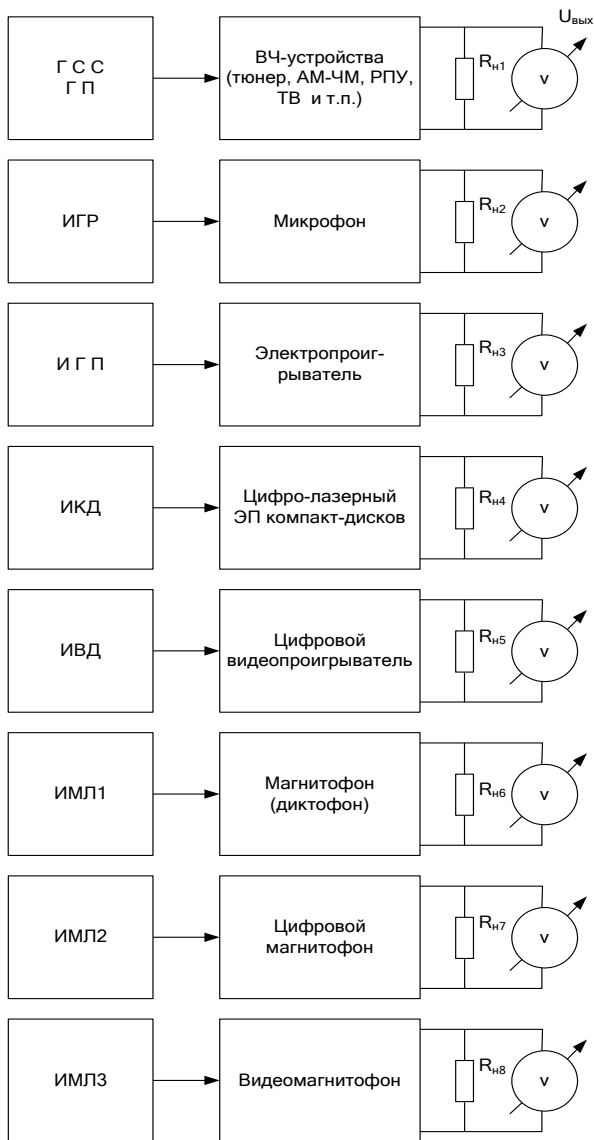 Uвых
Г С С
Г П
ВЧ-устройства
(тюнер, АМ-ЧМ, РПУ,
ТВ и т.п.)
Rн1
v
ИГР
Микрофон
Rн2
v
И Г П
Электропроиг-
рыватель
Rн3
v
ИКД
Цифро-лазерный
ЭП компакт-дисков
Rн4
v
ИВД
Цифровой
видеопроигрыватель
Rн5
v
ИМЛ1
Магнитофон
(диктофон)
Rн6
v
ИМЛ2
Цифровой
магнитофон
Rн7
v
ИМЛ3
Видеомагнитофон
Rн8
v